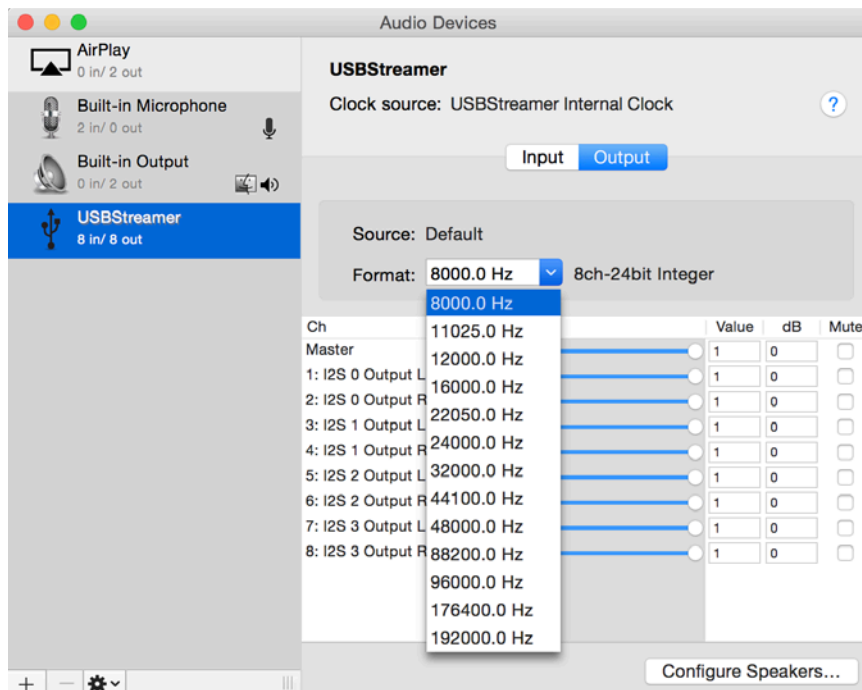 Audio Devices
AirPlay
0 in/ 2 out
Built-in Microphone
2 in/ 0 out
Built-in Output
0 in/ 2 out
USBStreamer
8 in/ 8 out
USBStreamer
Clock source: USBStreamer Internal Clock
?
Input Output
Source: Default
Format: 8000.0 Hz 8ch-24bit Integer
8000.0 Hz
11025.0 Hz
12000.0 Hz
16000.0 Hz
22050.0 Hz
24000.0 Hz
32000.0 Hz
44100.0 Hz
48000.0 Hz
88200.0 Hz
96000.0 Hz
176400.0 Hz
192000.0 Hz
Ch Value dB Mute
Master 1 0
1: I2S 0 Output L 1 0
2: I2S 0 Output R 1 0
3: I2S 1 Output L 1 0
4: I2S 1 Output R 1 0
5: I2S 2 Output L 1 0
6: I2S 2 Output R 1 0
7: I2S 3 Output L 1 0
8: I2S 3 Output R 1 0
Configure Speakers...